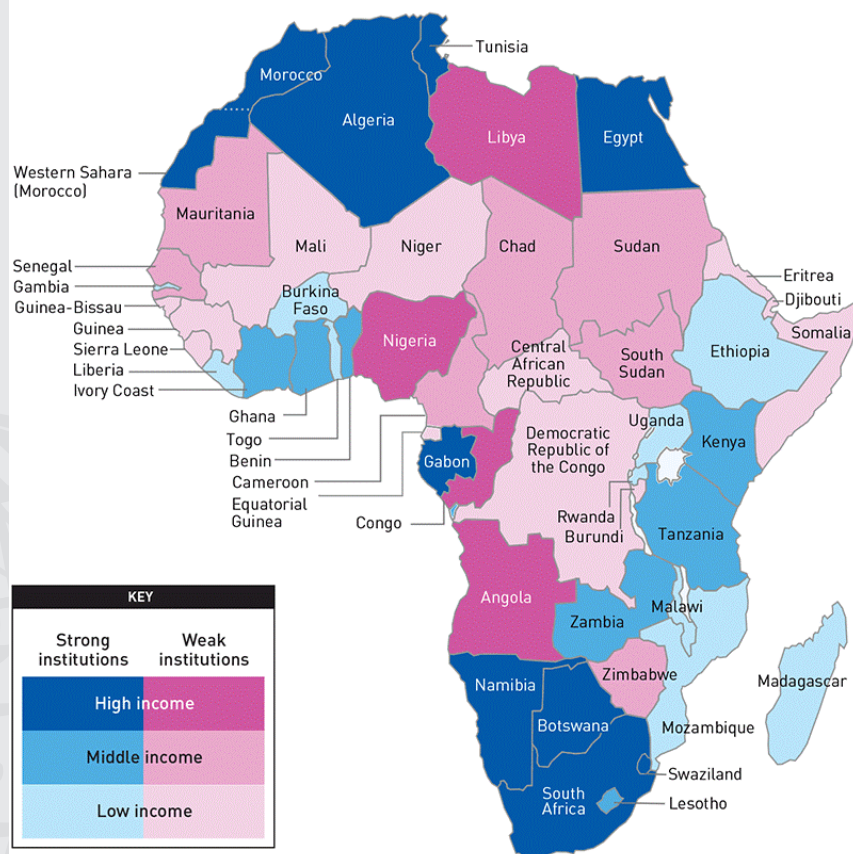 Tunisia
Morocco
Algeria
Libya
Egypt
Western Sahara
(Morocco)
Mauritania
Mali
Niger
Chad
Sudan
Senegal
Gambia
Guinea-Bissau
Guinea
Sierra Leone
Liberia
Ivory Coast
Burkina
Faso
Nigeria
Eritrea
Djibouti
Somalia
Ethiopia
Central
African
Republic
South
Sudan
Ghana
Togo
Benin
Cameroon
Equatorial
Guinea
Gabon
Congo
Democratic
Republic of
the Congo
Uganda
Kenya
Rwanda
Burundi
Tanzania
Angola
Zambia
Malawi
Zimbabwe
Mozambique
Madagascar
Namibia
Botswana
Swaziland
South
Africa
Lesotho
KEY
Strong
institutions
Weak
institutions
High income
Middle income
Low income